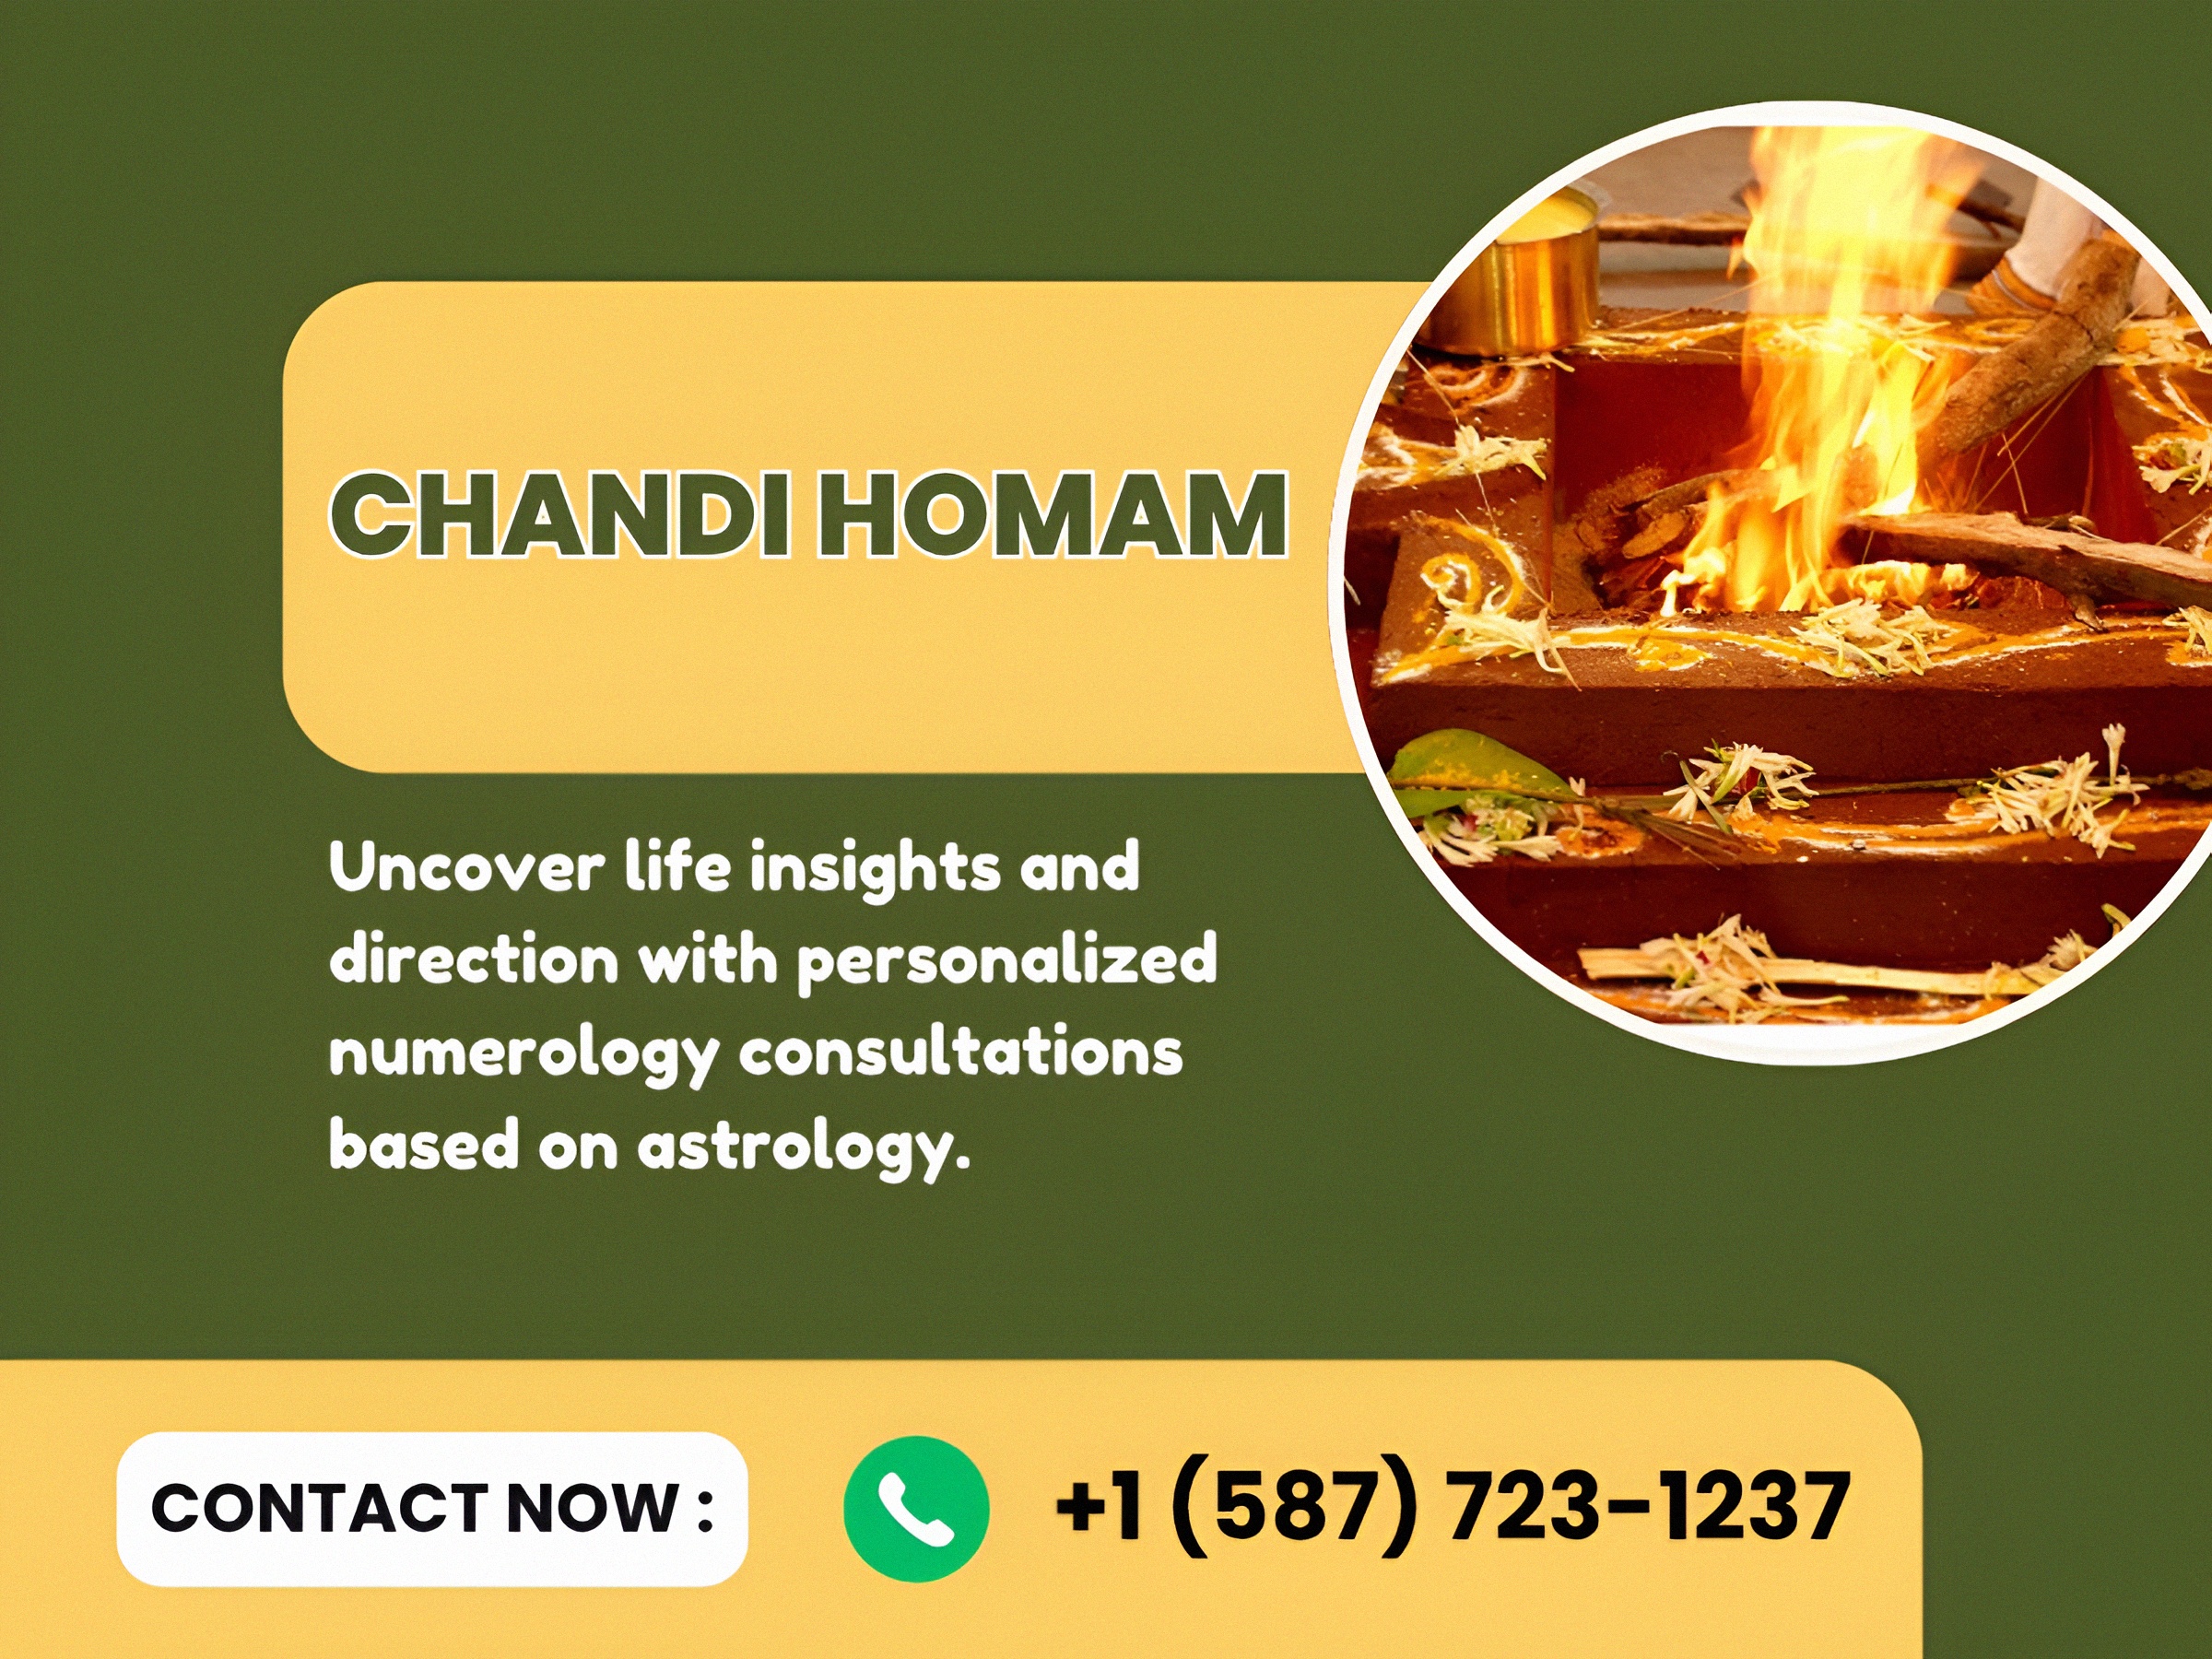 CHANDI HOMAM
Uncover life insights and
direction with personalized
numerology consultations
based on astrology.
CONTACT NOW :
+1 (587) 723-1237